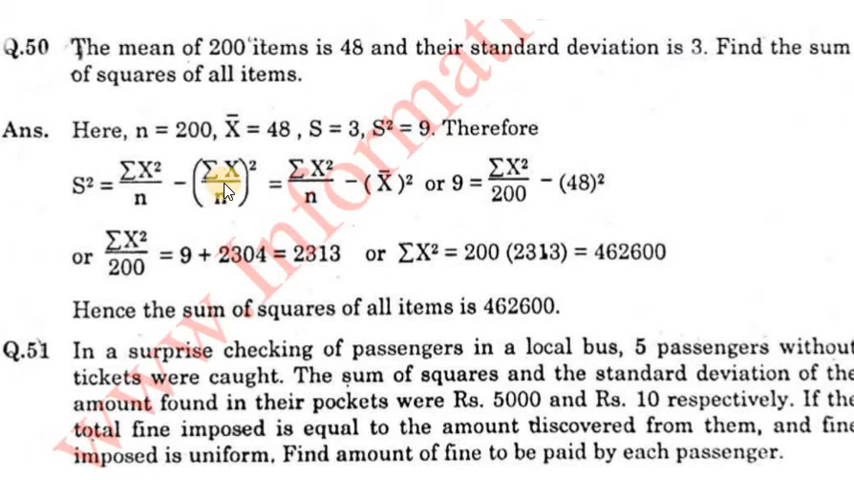 Q.50 The mean of 200 items is 48 and their standard deviation is 3. Find the sum
of squares of all items.
Ans. Here, n = 200, X̄ = 48 , S = 3, S² = 9. Therefore
S² = ΣX²/n − (ΣX/n)² = ΣX²/n − ( X̄ )² or 9 = ΣX²/200 − (48)²
or ΣX²/200 = 9 + 2304 = 2313 or ΣX² = 200 (2313) = 462600
Hence the sum of squares of all items is 462600.
Q.51 In a surprise checking of passengers in a local bus, 5 passengers without
tickets were caught. The sum of squares and the standard deviation of the
amount found in their pockets were Rs. 5000 and Rs. 10 respectively. If the
total fine imposed is equal to the amount discovered from them, and fine
imposed is uniform. Find amount of fine to be paid by each passenger.
www.Informati